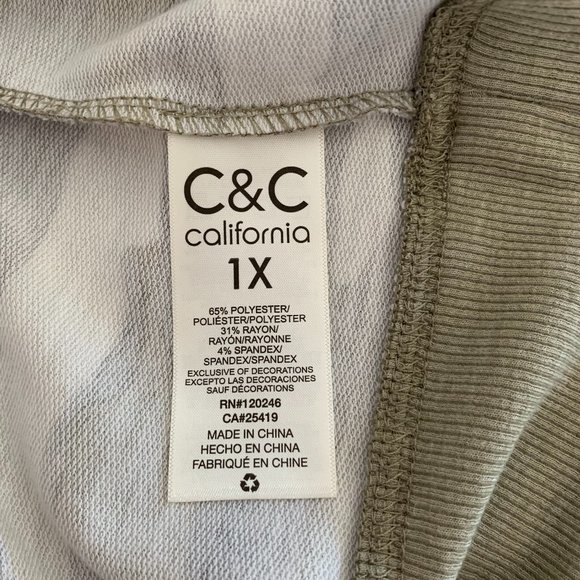 C&C
california
1X
65% POLYESTER/
POLIÉSTER/POLYESTER
31% RAYON/
RAYÓN/RAYONNE
4% SPANDEX/
SPANDEX/SPANDEX
EXCLUSIVE OF DECORATIONS
EXCEPTO LAS DECORACIONES
SAUF DÉCORATIONS
RN#120246
CA#25419
MADE IN CHINA
HECHO EN CHINA
FABRIQUÉ EN CHINE